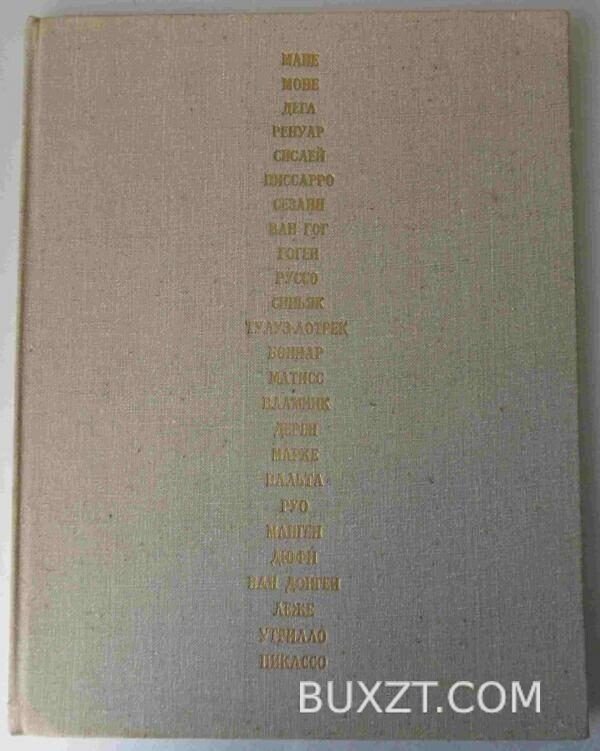 МАНЕ
МОНЕ
ДЕГА
РЕНУАР
СИСЛЕЙ
ПИССАРРО
СЕЗАНН
ВАН ГОГ
ГОГЕН
РУССО
СИНЬЯК
ТУЛУЗ-ЛОТРЕК
БОННАР
МАТИСС
ВЛАМИНК
ДЕРЕН
МАРКЕ
ВАЛЬТА
РУО
МАНГЕН
ДЮФИ
ВАН ДОНГЕН
ЛЕЖЕ
УТРИЛЛО
ПИКАССО
BUXZT.COM